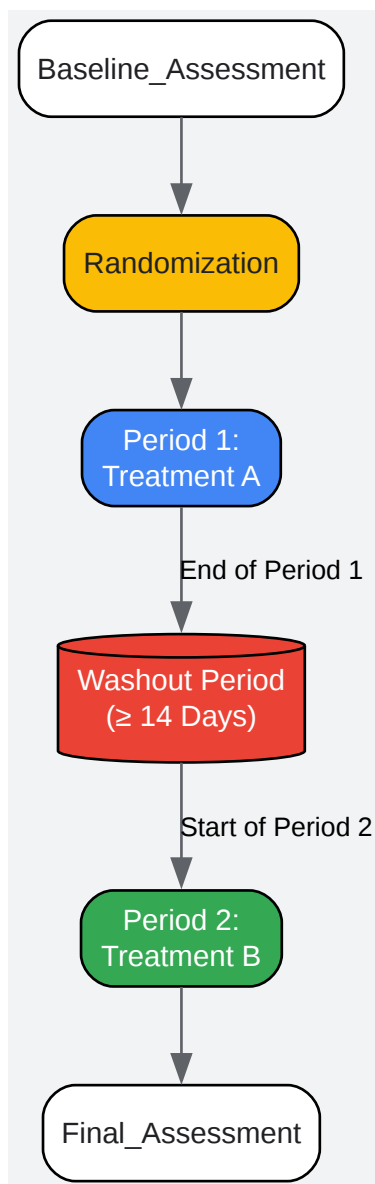 Baseline_Assessment
Randomization
Period 1:
Treatment A
End of Period 1
Washout Period
(≥ 14 Days)
Start of Period 2
Period 2:
Treatment B
Final_Assessment